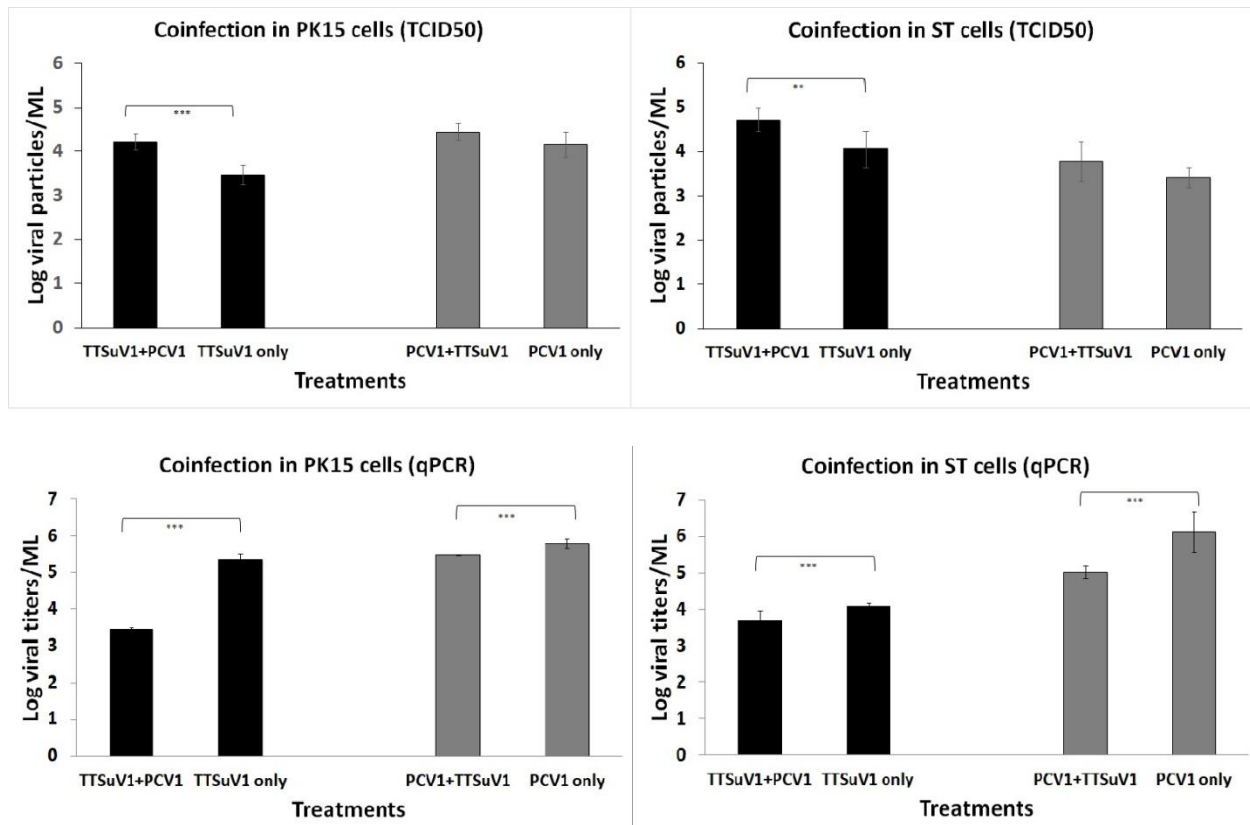 Coinfection in PK15 cells (TCID50)
Log viral particles/ML
6
5
4
3
2
1
0
***
TTSuV1+PCV1 TTSuV1 only PCV1+TTSuV1 PCV1 only
Treatments
Coinfection in ST cells (TCID50)
Log viral particles/ML
6
5
4
3
2
1
0
**
TTSuV1+PCV1 TTSuV1 only PCV1+TTSuV1 PCV1 only
Treatments
Coinfection in PK15 cells (qPCR)
Log viral titers/ML
7
6
5
4
3
2
1
0
*** ***
TTSuV1+PCV1 TTSuV1 only PCV1+TTSuV1 PCV1 only
Treatments
Coinfection in ST cells (qPCR)
Log viral titers/ML
7
6
5
4
3
2
1
0
***
***
TTSuV1+PCV1 TTSuV1 only PCV1+TTSuV1 PCV1 only
Treatments